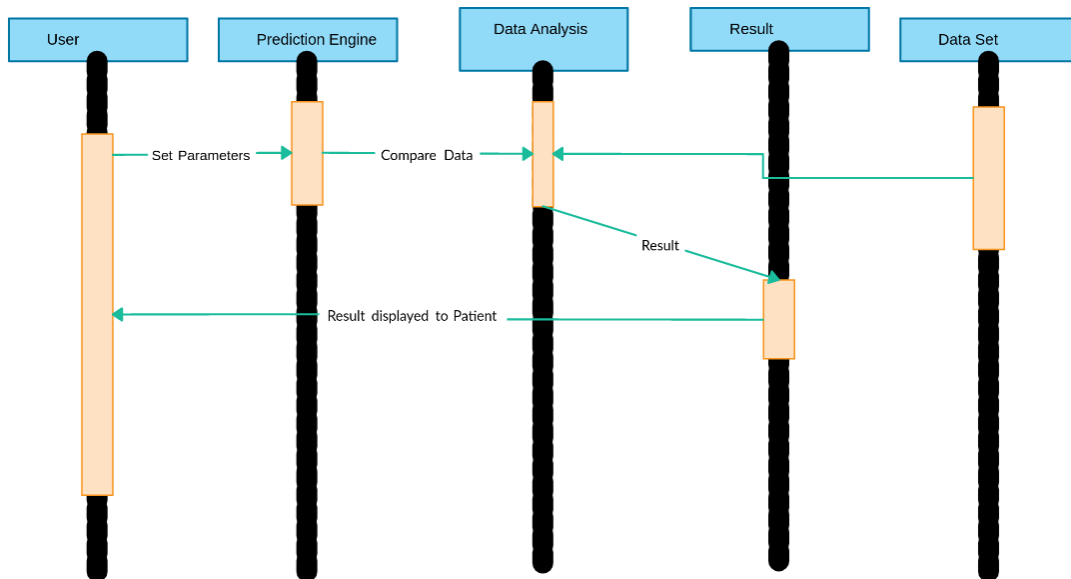 User
Prediction Engine
Data Analysis
Result
Data Set
Set Parameters
Compare Data
Result
Result displayed to Patient